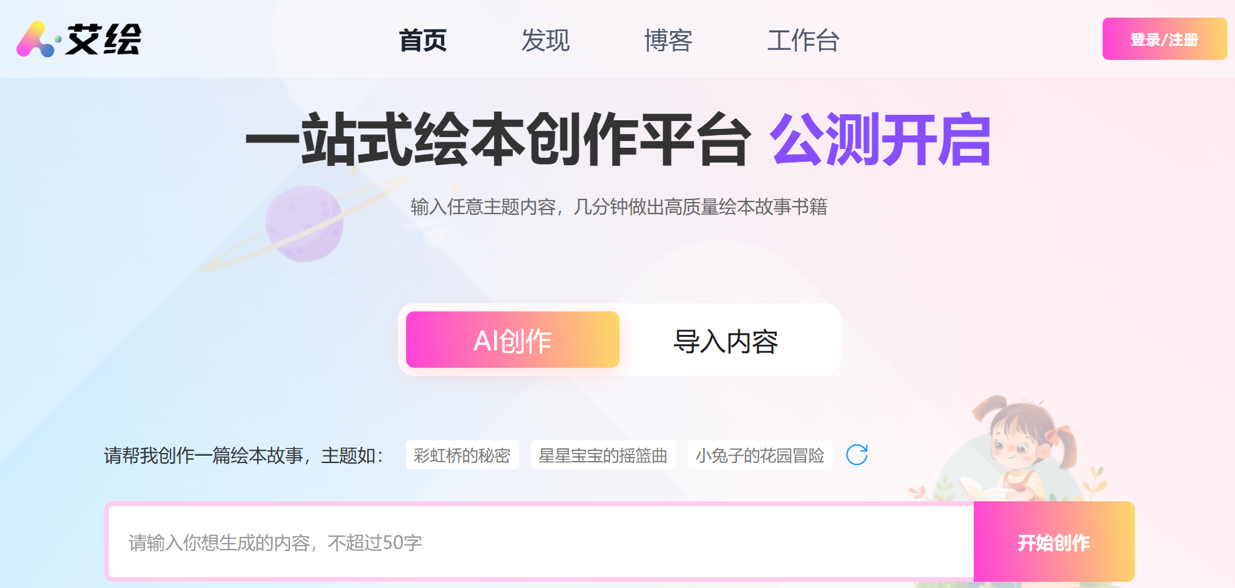 艾绘
首页 发现 博客 工作台 登录/注册
一站式绘本创作平台 公测开启
输入任意主题内容，几分钟做出高质量绘本故事书籍
AI创作 导入内容
请帮我创作一篇绘本故事，主题如： 彩虹桥的秘密 星星宝宝的摇篮曲 小兔子的花园冒险
请输入你想生成的内容，不超过50字 开始创作